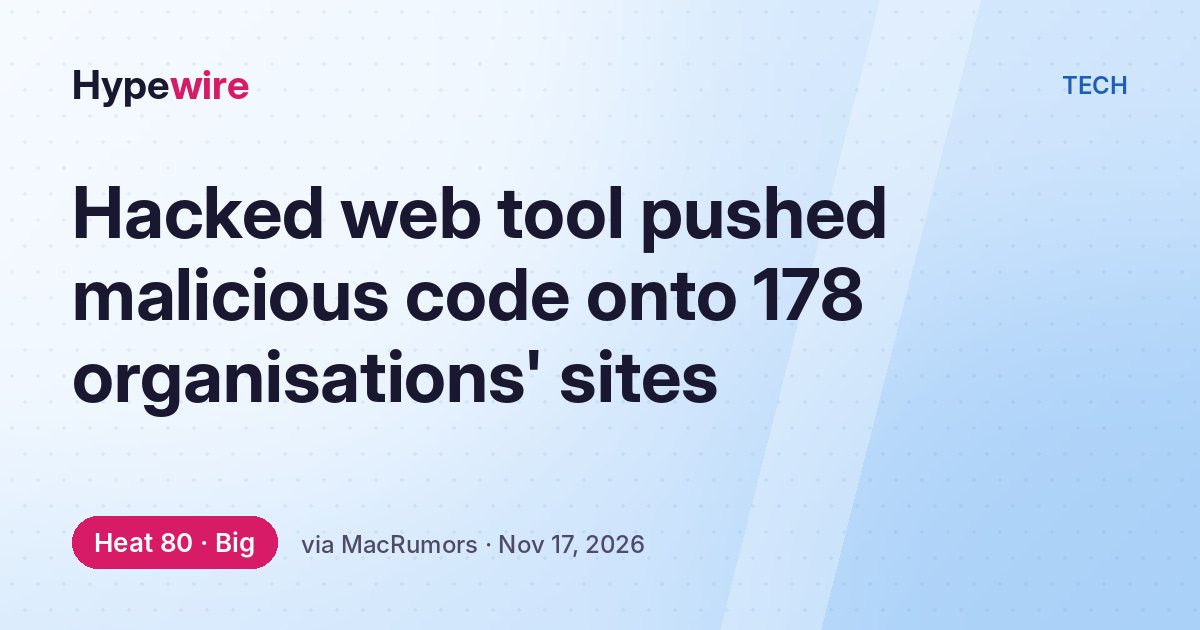 Hypewire
TECH
Hacked web tool pushed
malicious code onto 178
organisations' sites
Heat 80 · Big
via MacRumors · Nov 17, 2026